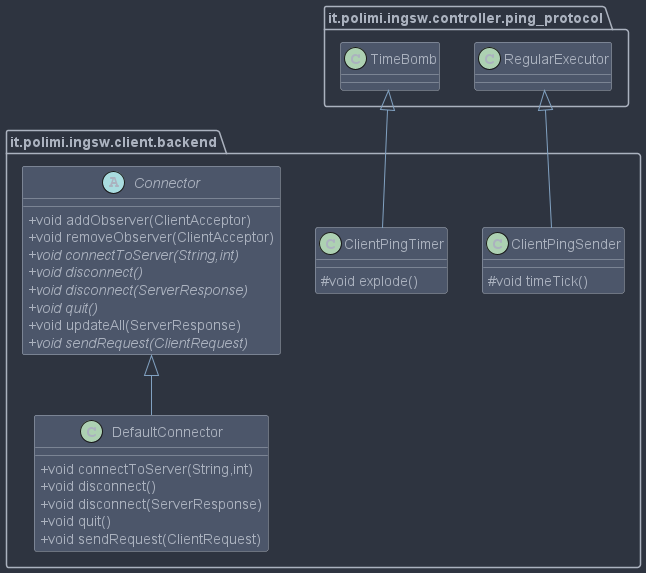 it.polimi.ingsw.controller.ping_protocol
C TimeBomb
C RegularExecutor
it.polimi.ingsw.client.backend
A Connector
+void addObserver(ClientAcceptor)
+void removeObserver(ClientAcceptor)
+void connectToServer(String,int)
+void disconnect()
+void disconnect(ServerResponse)
+void quit()
+void updateAll(ServerResponse)
+void sendRequest(ClientRequest)
C ClientPingTimer
#void explode()
C ClientPingSender
#void timeTick()
C DefaultConnector
+void connectToServer(String,int)
+void disconnect()
+void disconnect(ServerResponse)
+void quit()
+void sendRequest(ClientRequest)